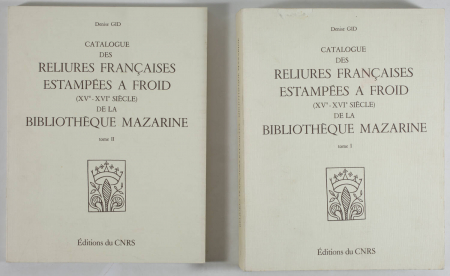 Denise GID
CATALOGUE
DES
RELIURES FRANÇAISES
ESTAMPÉES A FROID
(XVᵉ - XVIᵉ SIÈCLE)
DE LA
BIBLIOTHÈQUE MAZARINE
tome II
Éditions du CNRS
Denise GID
CATALOGUE
DES
RELIURES FRANÇAISES
ESTAMPÉES A FROID
(XVᵉ - XVIᵉ SIÈCLE)
DE LA
BIBLIOTHÈQUE MAZARINE
tome I
Éditions du CNRS